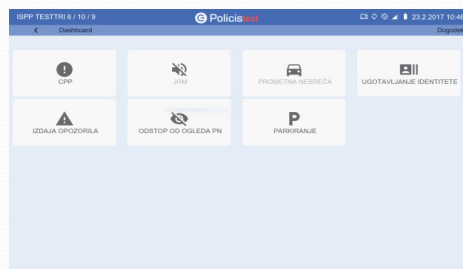 ISPP TESTTRI 6 / 10 / 9
Policistest
23.2.2017 10:46
Dashboard
Dogodek
CPP
JRM
PROMETNA NESREČA
UGOTAVLJANJE IDENTITETE
IZDAJA OPOZORILA
ODSTOP OD OGLEDA PN
P
PARKIRANJE